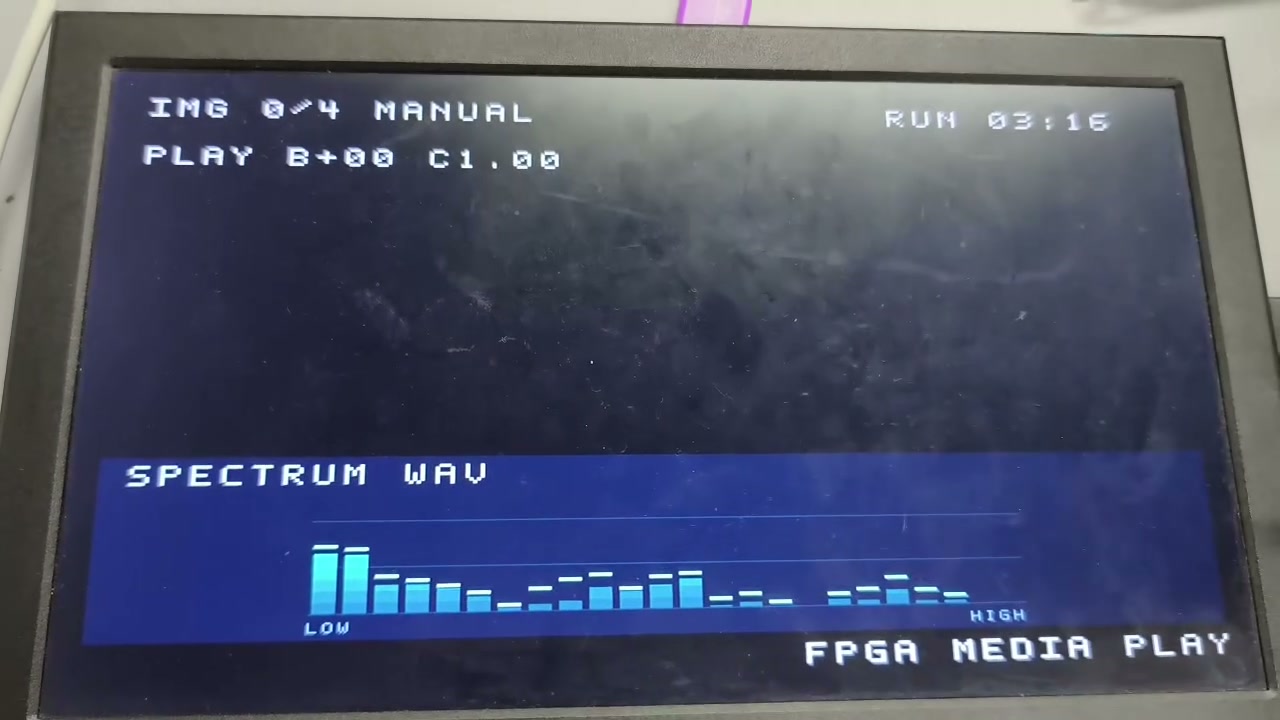 IMG 0/4 MANUAL
RUN 03:16
PLAY B+00 C1.00
SPECTRUM WAV
LOW
HIGH
FPGA MEDIA PLAY